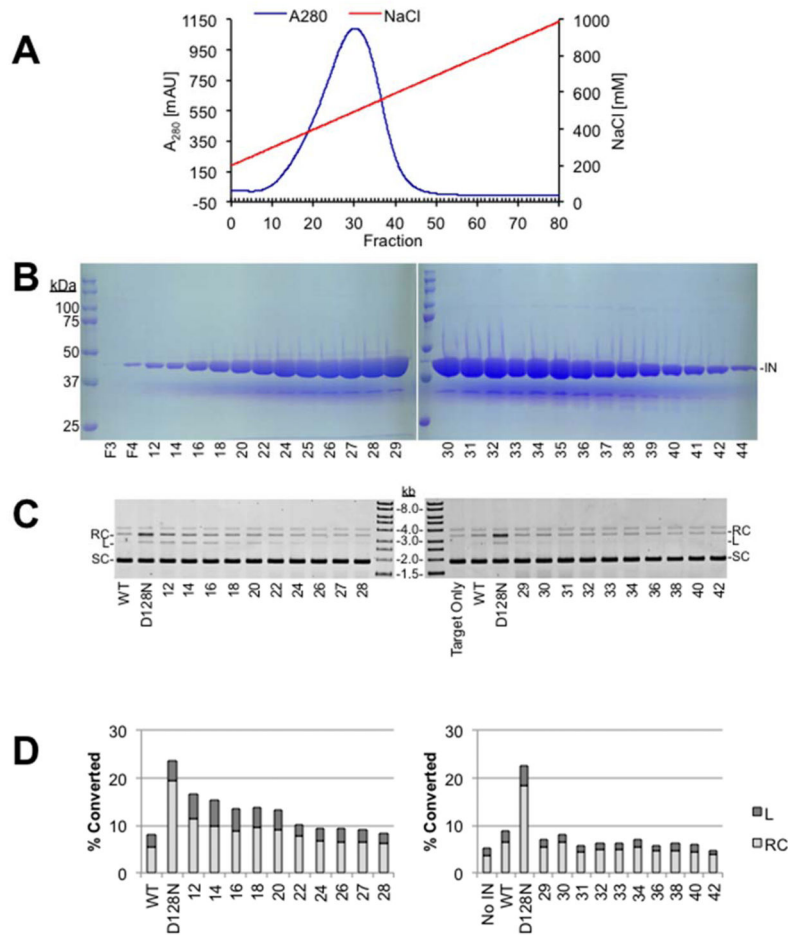 A
A280
NaCl
1150
950
750
550
350
150
-50
A280 [mAU]
1000
800
600
400
200
0
NaCl [mM]
0 10 20 30 40 50 60 70 80
Fraction
B
kDa
100
75
50
37
25
-IN
F3 F4 12 14 16 18 20 22 24 25 26 27 28 29
30 31 32 33 34 35 36 37 38 39 40 41 42 44
C
kb
RC-
L-
SC-
-8.0-
-4.0-
-3.0-
-2.0-
-1.5-
-RC
-L
-SC
WT D128N 12 14 16 18 20 22 24 26 27 28
Target Only WT D128N 29 30 31 32 33 34 36 38 40 42
D
% Converted
30
20
10
0
WT D128N 12 14 16 18 20 22 24 26 27 28
% Converted
30
20
10
0
No IN WT D128N 29 30 31 32 33 34 36 38 40 42
L
RC